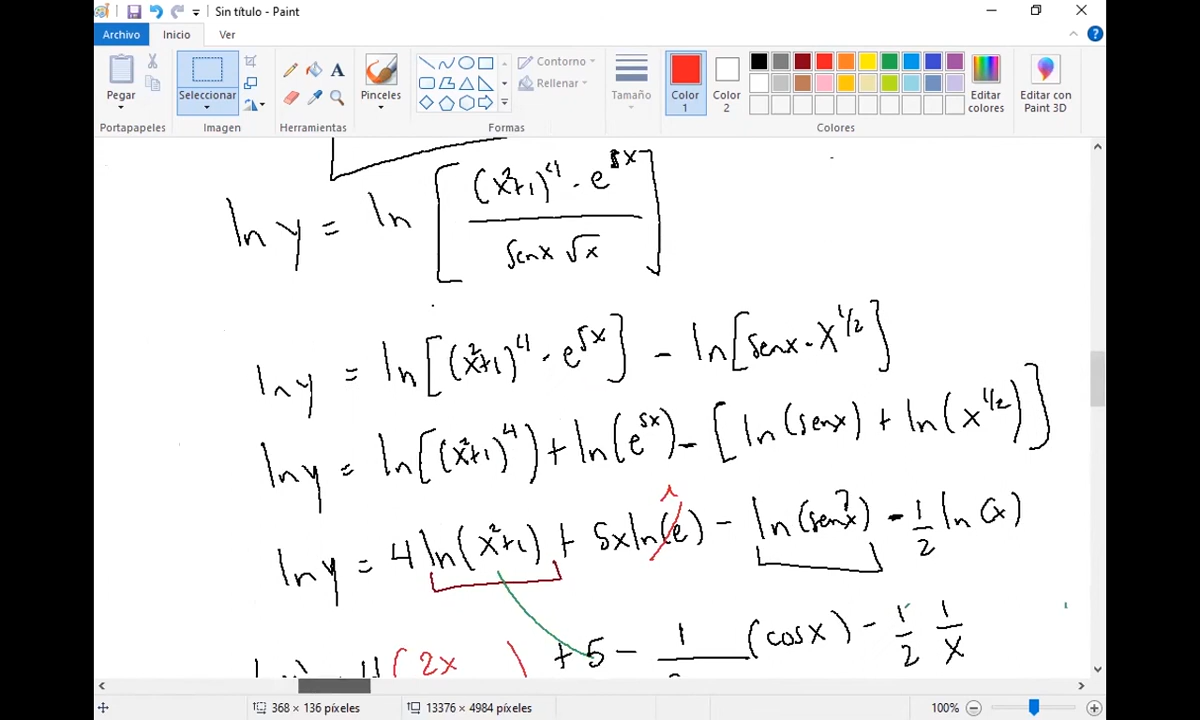 Sin título - Paint
Archivo Inicio Ver
Pegar Seleccionar Pinceles Contorno Rellenar Tamaño Color 1 Color 2 Editar colores Editar con Paint 3D
Portapapeles Imagen Herramientas Formas Colores
ln y = ln [ (x²+1)⁴ · e^5x / senx √x ]
ln y = ln [(x²+1)⁴ · e^5x] - ln [senx · x^1/2]
ln y = ln [(x²+1)⁴) + ln (e^5x) - [ln (senx) + ln (x^1/2)]
ln y = 4 ln (x²+1) + 5x ln (e) - ln (senx) - 1/2 ln (x)
( 2x ) + 5 - 1 (cosx) - 1/2 1/x
368 × 136 píxeles 13376 × 4984 píxeles 100%